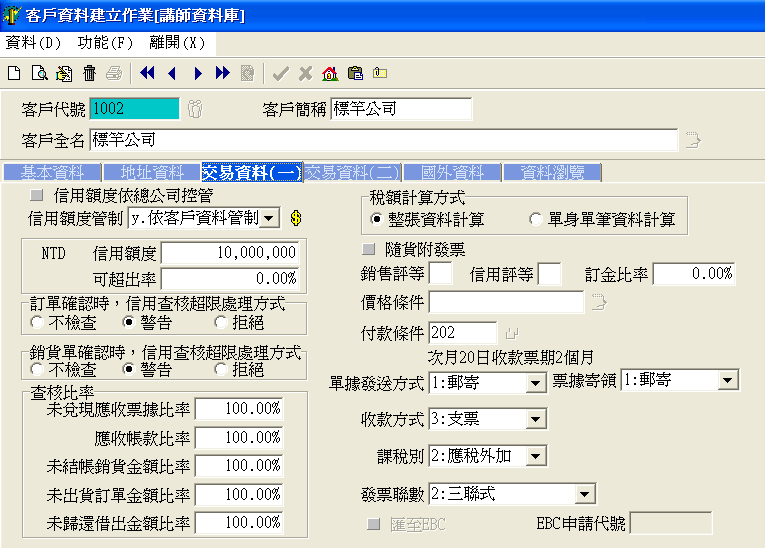 客戶資料建立作業[講師資料庫]
資料(D) 功能(F) 離開(X)
客戶代號 1002 客戶簡稱 標竿公司
客戶全名 標竿公司
基本資料 地址資料 交易資料(一) 交易資料(二) 國外資料 資料瀏覽
信用額度依總公司控管
信用額度管制 y.依客戶資料管制
NTD 信用額度 10,000,000
可超出率 0.00%
訂單確認時，信用查核超限處理方式
不檢查 警告 拒絕
銷貨單確認時，信用查核超限處理方式
不檢查 警告 拒絕
查核比率
未兌現應收票據比率 100.00%
應收帳款比率 100.00%
未結帳銷貨金額比率 100.00%
未出貨訂單金額比率 100.00%
未歸還借出金額比率 100.00%
稅額計算方式
整張資料計算 單身單筆資料計算
隨貨附發票
銷售評等 信用評等 訂金比率 0.00%
價格條件
付款條件 202
次月20日收款票期2個月
單據發送方式 1:郵寄 票據寄領 1:郵寄
收款方式 3:支票
課稅別 2:應稅外加
發票聯數 2:三聯式
匯至EBC EBC申請代號